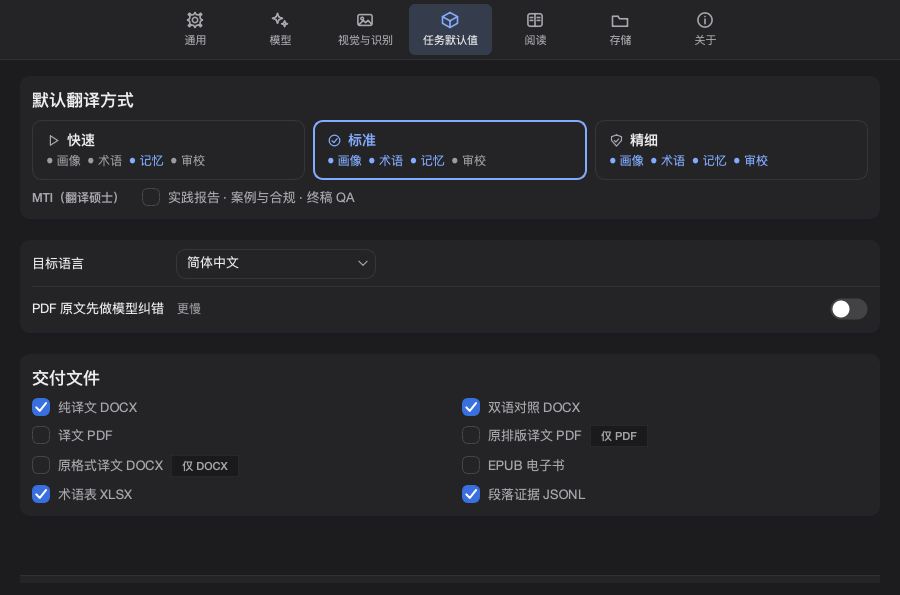 通用 模型 视觉与识别 任务默认值 阅读 存储 关于
默认翻译方式
快速 标准 精细
画像 术语 记忆 审校 画像 术语 记忆 审校 画像 术语 记忆 审校
MTI（翻译硕士） 实践报告 · 案例与合规 · 终稿 QA
目标语言 简体中文
PDF 原文先做模型纠错 更慢
交付文件
纯译文 DOCX 双语对照 DOCX
译文 PDF 原排版译文 PDF 仅 PDF
原格式译文 DOCX 仅 DOCX EPUB 电子书
术语表 XLSX 段落证据 JSONL